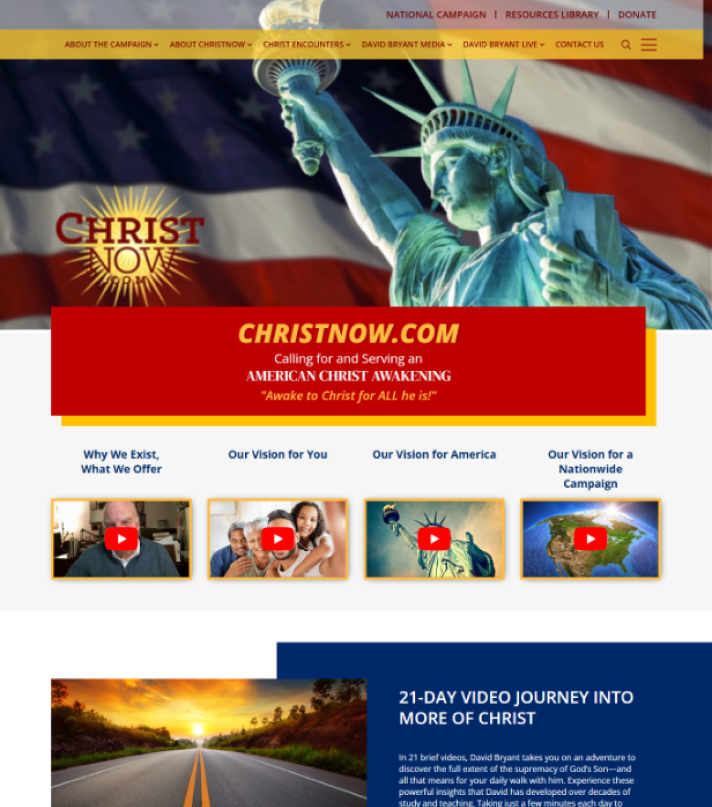 NATIONAL CAMPAIGN | RESOURCES LIBRARY | DONATE
ABOUT THE CAMPAIGN ABOUT CHRISTNOW CHRIST ENCOUNTERS DAVID BRYANT MEDIA DAVID BRYANT LIVE CONTACT US
CHRIST
NOW
.COM
CHRISTNOW.COM
Calling for and Serving an
AMERICAN CHRIST AWAKENING
"Awake to Christ for ALL he is!"
Why We Exist,
What We Offer
Our Vision for You
Our Vision for America
Our Vision for a
Nationwide
Campaign
21-DAY VIDEO JOURNEY INTO
MORE OF CHRIST
In 21 brief videos, David Bryant takes you on an adventure to
discover the full extent of the supremacy of God's Son—and
all that means for your daily walk with him. Experience these
powerful insights that David has developed over decades of
study and teaching. Taking just a few minutes each day to